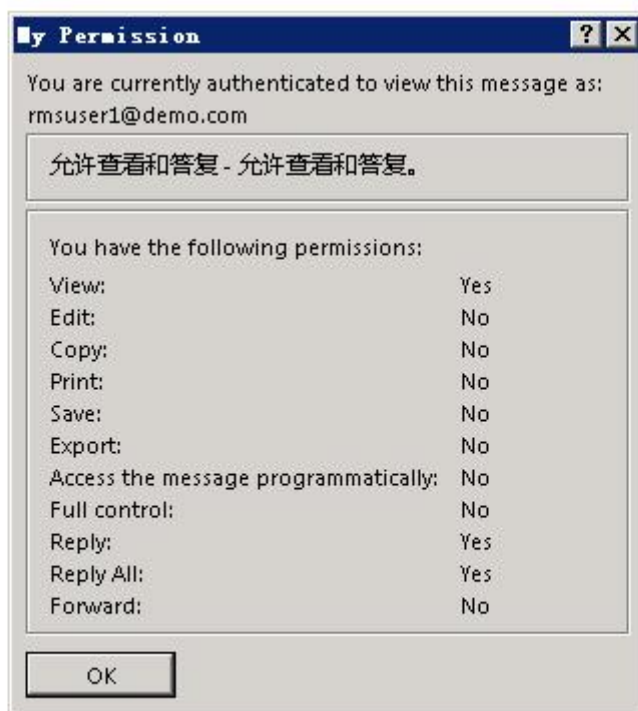 My Permission
You are currently authenticated to view this message as:
rmsuser1@demo.com
允许查看和答复 - 允许查看和答复。
You have the following permissions:
View: Yes
Edit: No
Copy: No
Print: No
Save: No
Export: No
Access the message programmatically: No
Full control: No
Reply: Yes
Reply All: Yes
Forward: No
OK